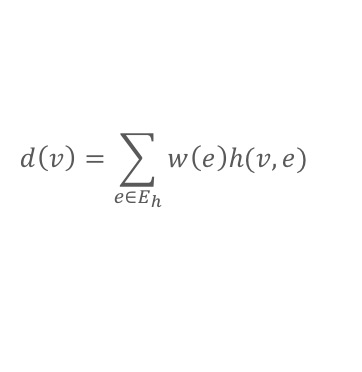 d(v) = ∑_{e∈E_h} w(e)h(v, e)